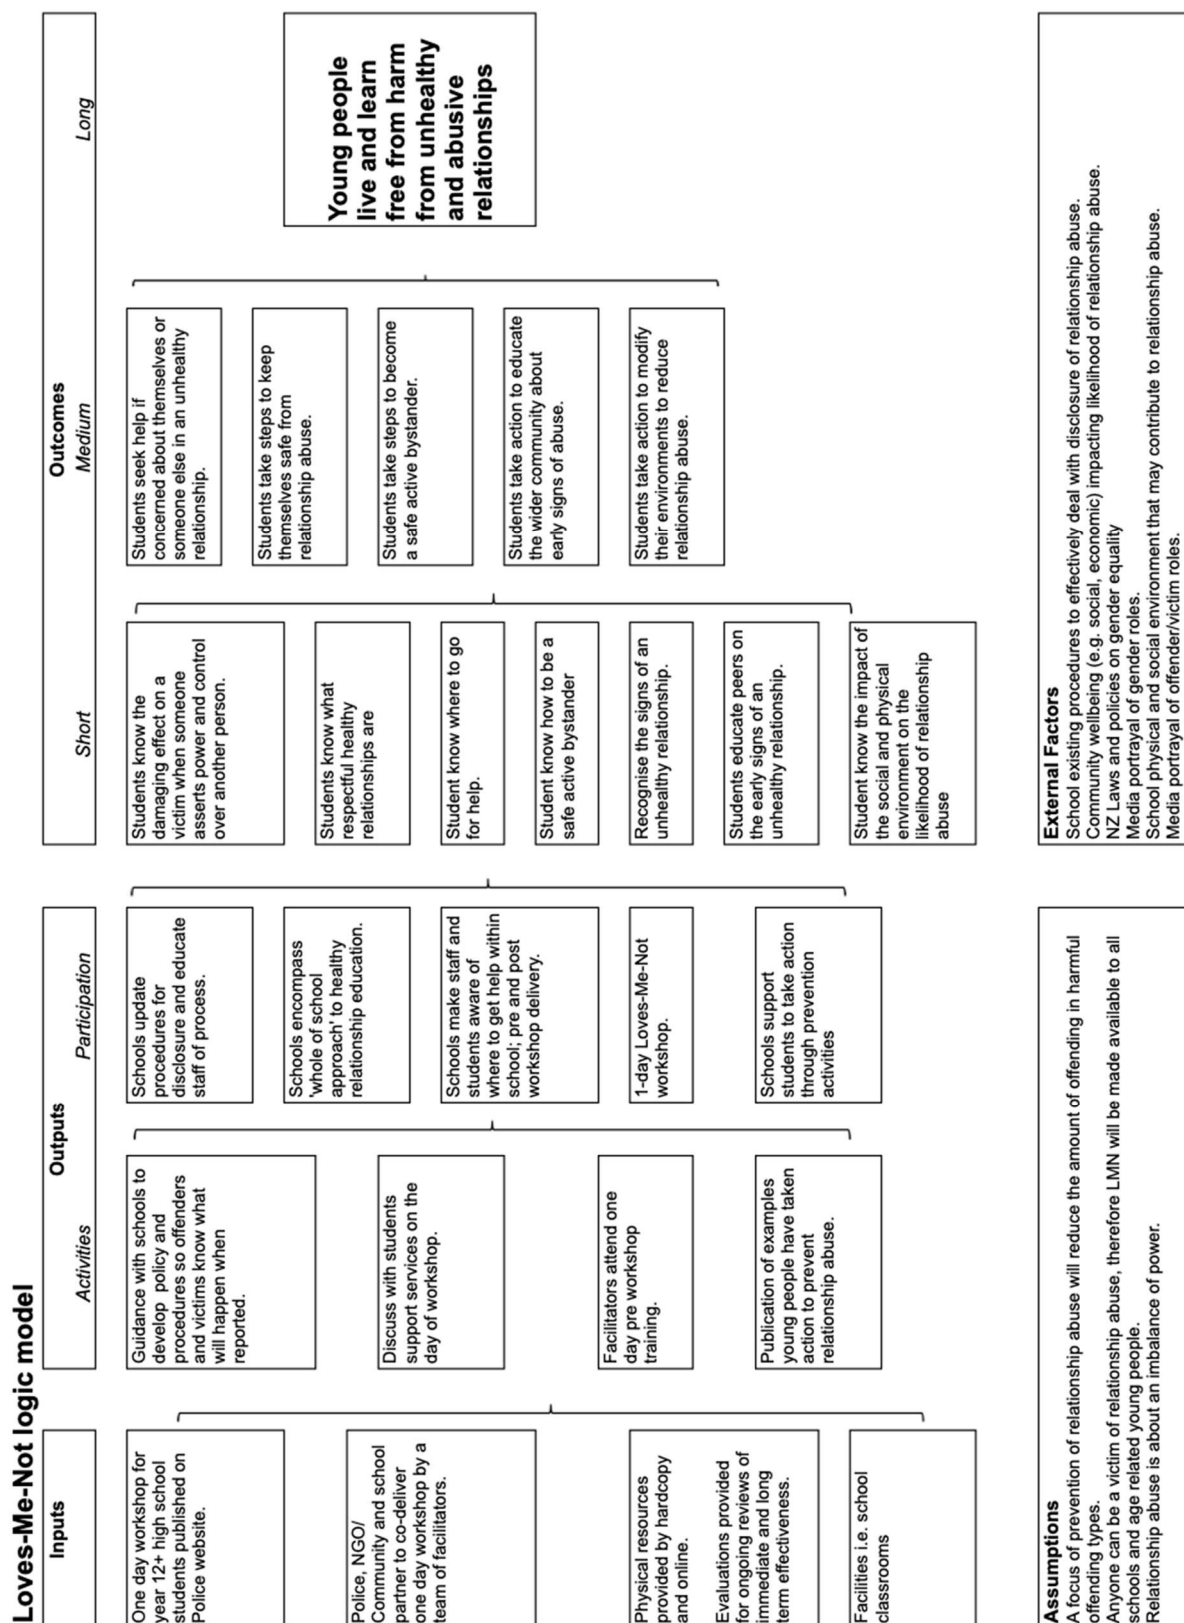 Loves-Me-Not logic model
Inputs
One day workshop for
year 12+ high school
students published on
Police website.
Police, NGO/
Community and school
partner to co-deliver
one day workshop by a
team of facilitators.
Physical resources
provided by hardcopy
and online.
Evaluations provided
for ongoing reviews of
immediate and long
term effectiveness.
Facilities i.e. school
classrooms
Outputs
Activities
Guidance with schools to
develop policy and
procedures so offenders
and victims know what
will happen when
reported.
Discuss with students
support services on the
day of workshop.
Facilitators attend one
day pre workshop
training.
Publication of examples
young people have taken
action to prevent
relationship abuse.
Participation
Schools update
procedures for
disclosure and educate
staff of process.
Schools encompass
'whole of school
approach' to healthy
relationship education.
Schools make staff and
students aware of
where to get help within
school; pre and post
workshop delivery.
1-day Loves-Me-Not
workshop.
Schools support
students to take action
through prevention
activities
Outcomes
Short
Students know the
damaging effect on a
victim when someone
asserts power and control
over another person.
Students know what
respectful healthy
relationships are
Student know where to go
for help.
Student know how to be a
safe active bystander
Recognise the signs of an
unhealthy relationship.
Students educate peers on
the early signs of an
unhealthy relationship.
Student know the impact of
the social and physical
environment on the
likelihood of relationship
abuse
Medium
Students seek help if
concerned about themselves or
someone else in an unhealthy
relationship.
Students take steps to keep
themselves safe from
relationship abuse.
Students take steps to become
a safe active bystander.
Students take action to educate
the wider community about
early signs of abuse.
Students take action to modify
their environments to reduce
relationship abuse.
Long
Young people
live and learn
free from harm
from unhealthy
and abusive
relationships
Assumptions
A focus of prevention of relationship abuse will reduce the amount of offending in harmful
offending types.
Anyone can be a victim of relationship abuse, therefore LMN will be made available to all
Schools and age related young people.
Relationship abuse is about an imbalance of power.
External Factors
School existing procedures to effectively deal with disclosure of relationship abuse.
Community wellbeing (e.g. social, economic) impacting likelihood of relationship abuse.
NZ Laws and policies on gender equality
Media portrayal of gender roles.
School physical and social environment that may contribute to relationship abuse.
Media portrayal of offender/victim roles.